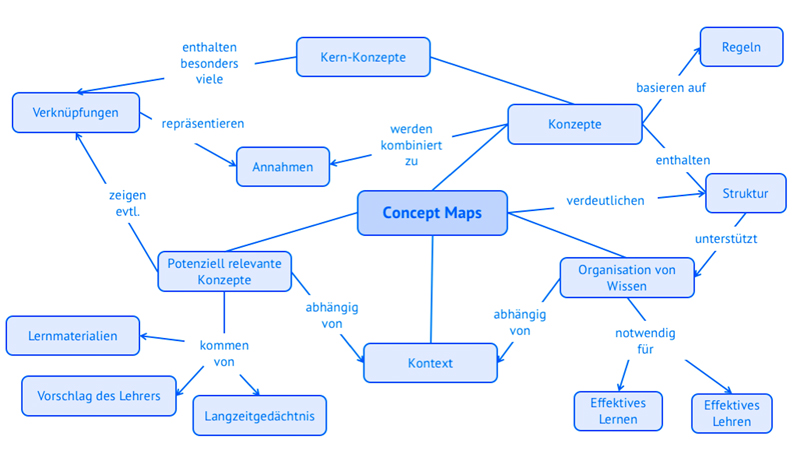 enthalten
besonders
viele
Kern-Konzepte
Regeln
basieren auf
Verknüpfungen
repräsentieren
werden
kombiniert
zu
Konzepte
Annahmen
enthalten
zeigen
evtl.
Concept Maps
verdeutlichen
Struktur
unterstützt
Potenziell relevante
Konzepte
Organisation von
Wissen
abhängig
von
abhängig
von
Lernmaterialien
kommen
von
Kontext
notwendig
für
Vorschlag des Lehrers
Langzeitgedächtnis
Effektives
Lernen
Effektives
Lehren